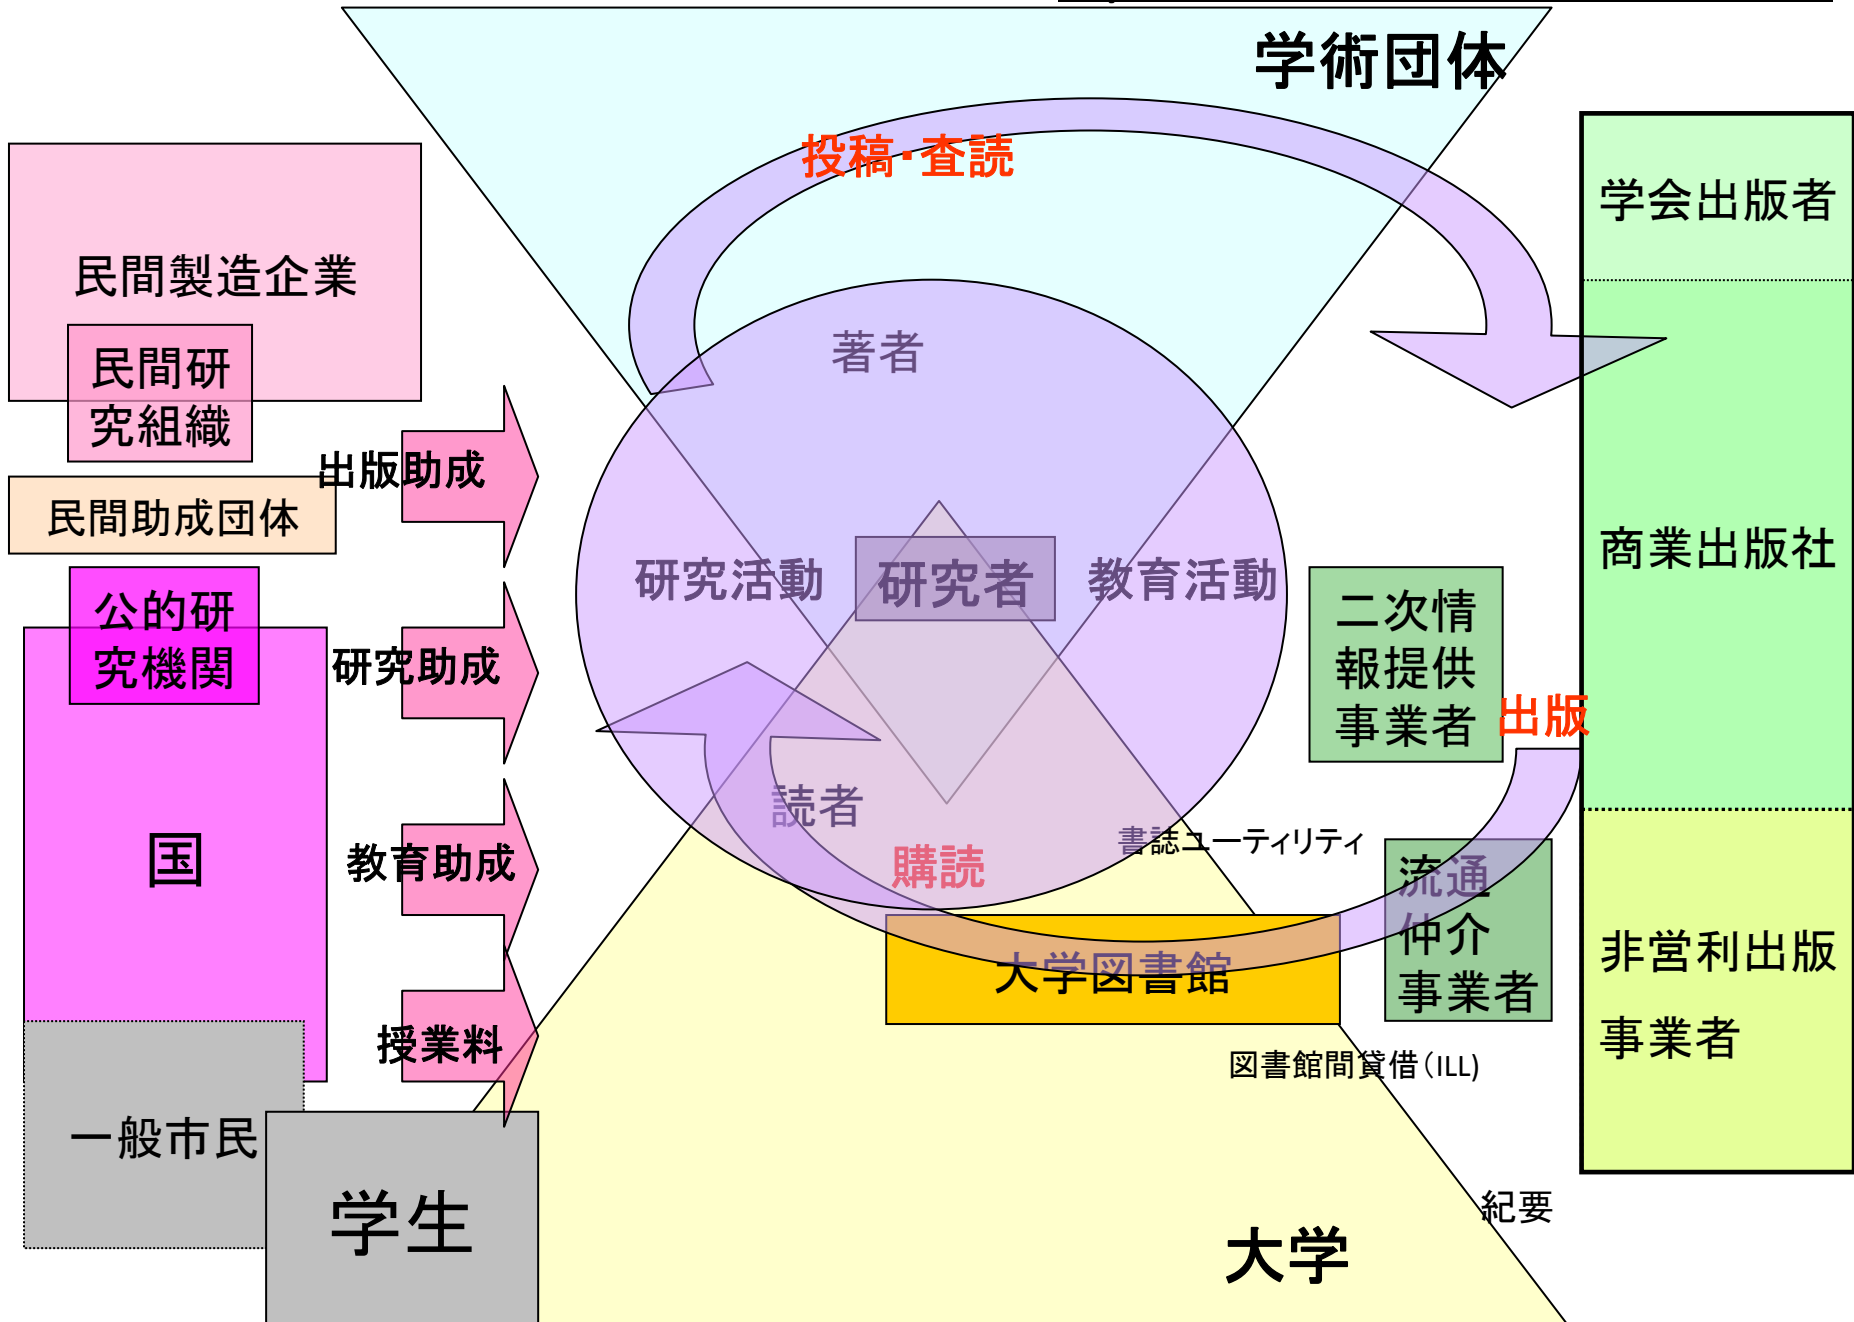 学術団体
投稿・査読
学会出版者
民間製造企業
著者
民間研
究組織
出版助成
民間助成団体
商業出版社
研究活動
研究者
教育活動
二次情
報提供
事業者
公的研
究機関
研究助成
出版
読者
国
教育助成
購読
書誌ユーティリティ
流通
仲介
事業者
大学図書館
非営利出版
事業者
授業料
図書館間貸借(ILL)
一般市民
学生
紀要
大学